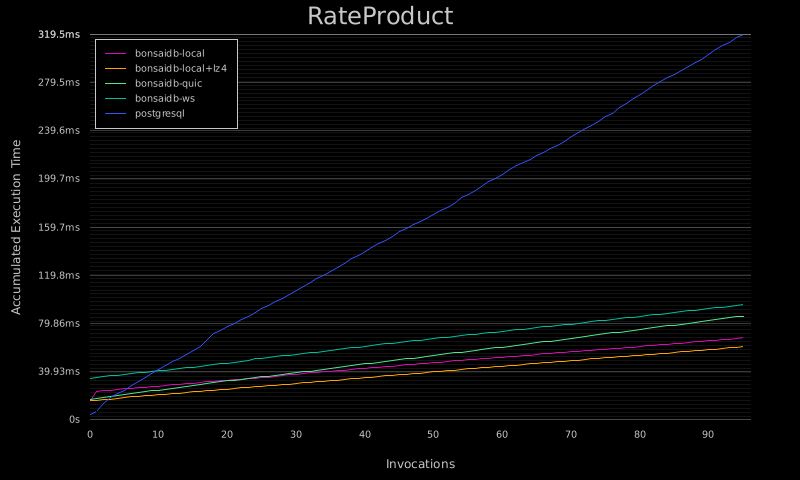 RateProduct
319.5ms
279.5ms
239.6ms
199.7ms
159.7ms
119.8ms
79.86ms
39.93ms
0s
Accumulated Execution Time
bonsaidb-local
bonsaidb-local+lz4
bonsaidb-quic
bonsaidb-ws
postgresql
0 10 20 30 40 50 60 70 80 90
Invocations